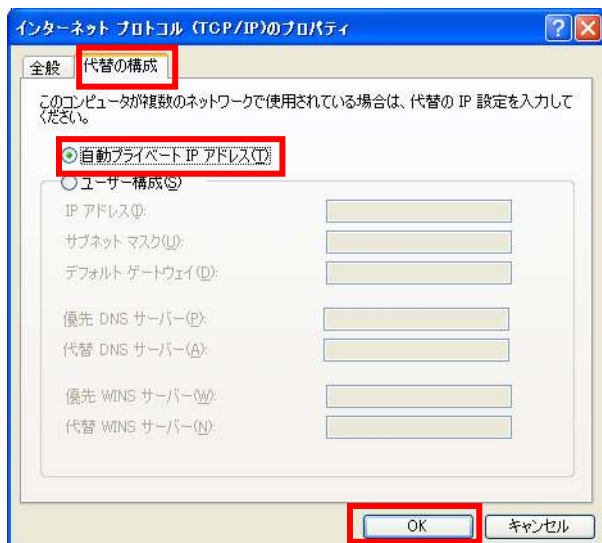 インターネット プロトコル (TCP/IP)のプロパティ
全般
代替の構成
このコンピュータが複数のネットワークで使用されている場合は、代替の IP 設定を入力して
ください。
自動プライベート IP アドレス(T)
ユーザー構成(S)
IP アドレス(I):
サブネット マスク(U):
デフォルト ゲートウェイ(D):
優先 DNS サーバー(P):
代替 DNS サーバー(A):
優先 WINS サーバー(W):
代替 WINS サーバー(N):
OK
キャンセル